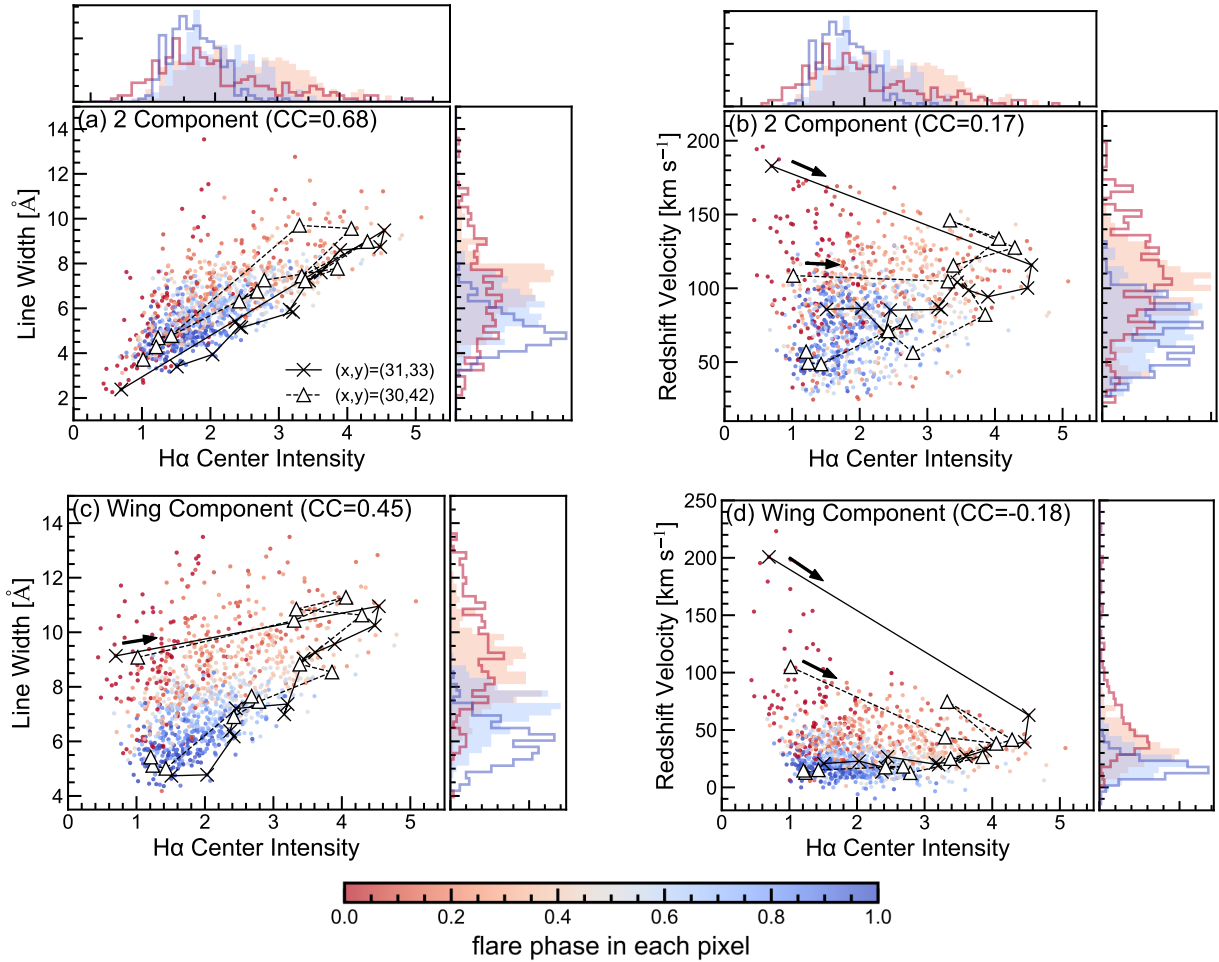 (a) 2 Component (CC=0.68)
14
12
10
8
6
4
2
Line Width [Å]
(x,y)=(31,33)
(x,y)=(30,42)
0 1 2 3 4 5
Hα Center Intensity
(b) 2 Component (CC=0.17)
200
150
100
50
Redshift Velocity [km s⁻¹]
0 1 2 3 4 5
Hα Center Intensity
(c) Wing Component (CC=0.45)
14
12
10
8
6
4
Line Width [Å]
0 1 2 3 4 5
Hα Center Intensity
(d) Wing Component (CC=-0.18)
250
200
150
100
50
0
Redshift Velocity [km s⁻¹]
0 1 2 3 4 5
Hα Center Intensity
0.0 0.2 0.4 0.6 0.8 1.0
flare phase in each pixel